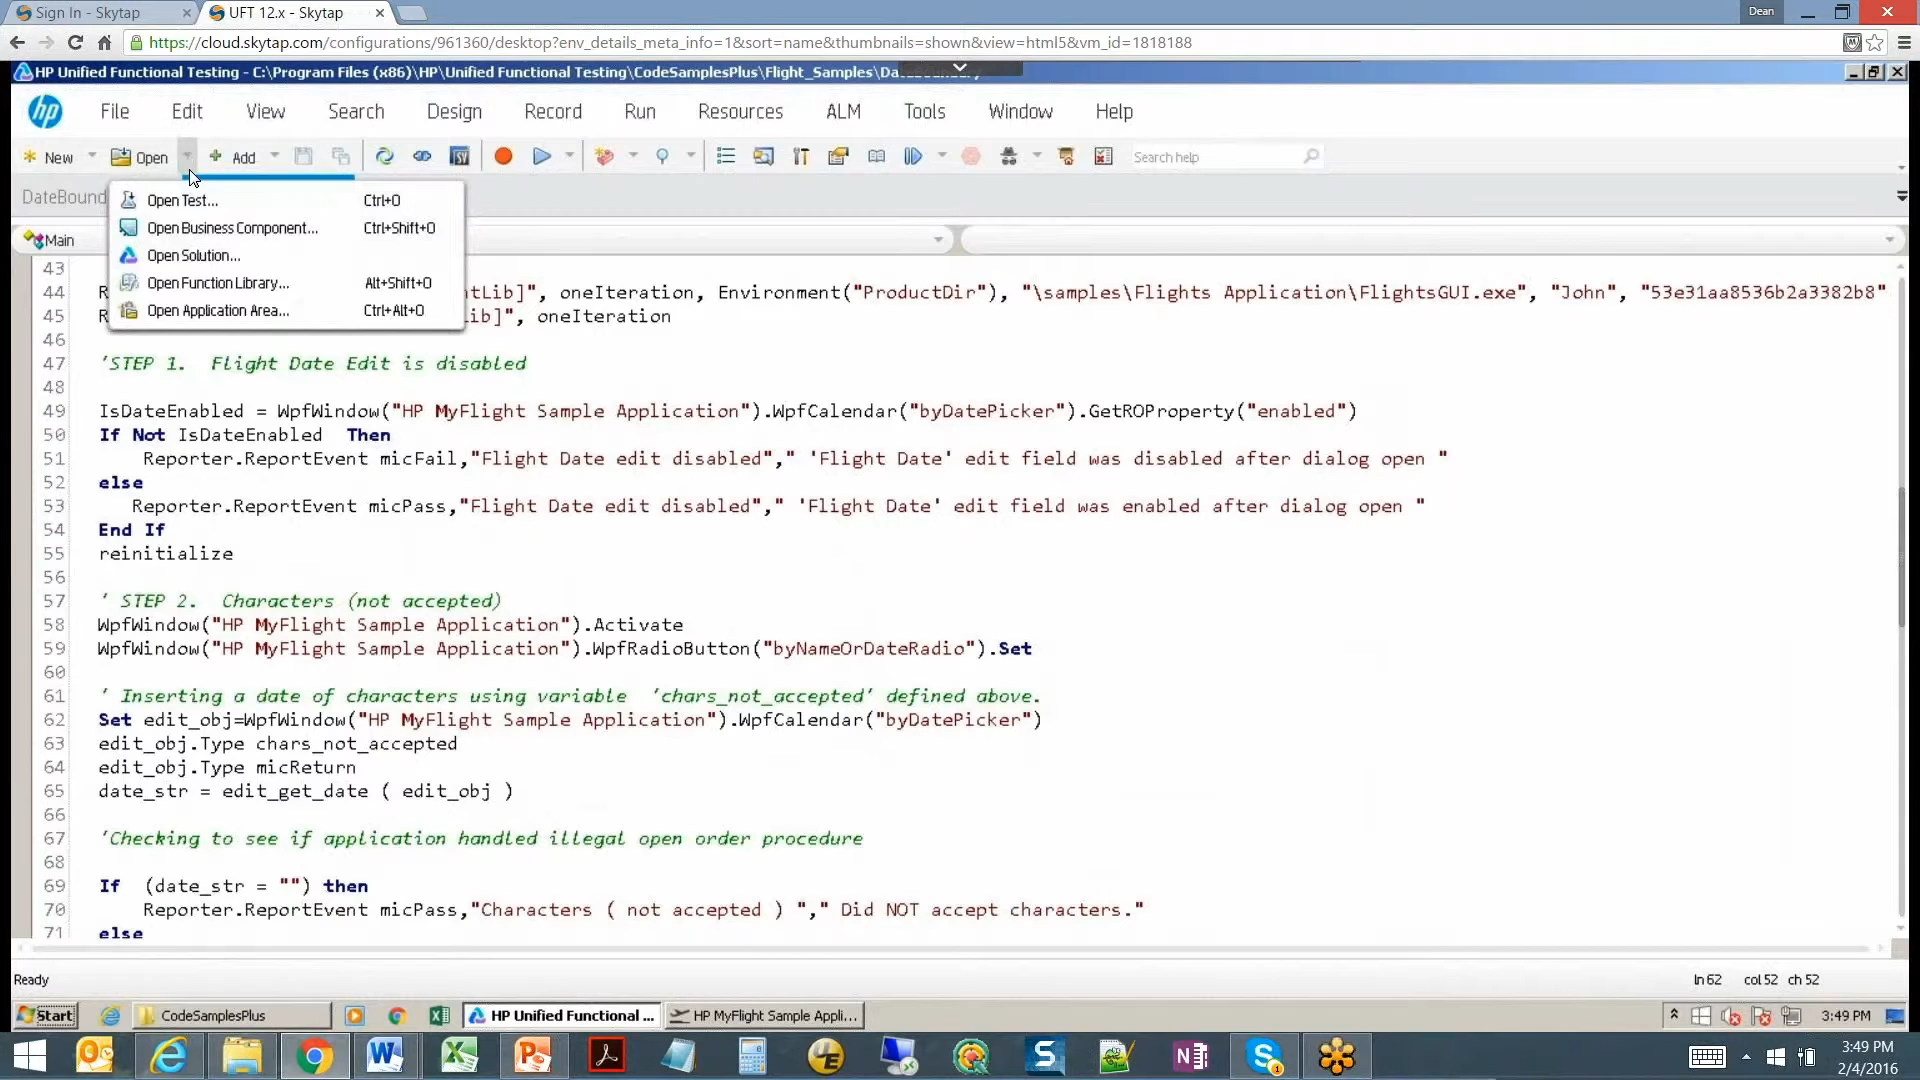 Sign In - Skytap
UFT 12.x - Skytap
Dean
https://cloud.skytap.com/configurations/961360/desktop?env_details_meta_info=1&sort=name&thumbnails=shown&view=html5&vm_id=1818188
HP Unified Functional Testing - C:\Program Files (x86)\HP\Unified Functional Testing\CodeSamplesPlus\Flight_Samples\
hp File Edit View Search Design Record Run Resources ALM Tools Window Help
New Open Add Search help
DateBound
Open Test... Ctrl+O
Open Business Component... Ctrl+Shift+O
Open Solution...
Open Function Library... Alt+Shift+O
Open Application Area... Ctrl+Alt+O
Main
43
44 R ntLib]", oneIteration, Environment("ProductDir"), "\samples\Flights Application\FlightsGUI.exe", "John", "53e31aa8536b2a3382b8"
45 R ib]", oneIteration
46
47 'STEP 1. Flight Date Edit is disabled
48
49 IsDateEnabled = WpfWindow("HP MyFlight Sample Application").WpfCalendar("byDatePicker").GetROProperty("enabled")
50 If Not IsDateEnabled Then
51 Reporter.ReportEvent micFail,"Flight Date edit disabled"," 'Flight Date' edit field was disabled after dialog open "
52 else
53 Reporter.ReportEvent micPass,"Flight Date edit disabled"," 'Flight Date' edit field was enabled after dialog open "
54 End If
55 reinitialize
56
57 ' STEP 2. Characters (not accepted)
58 WpfWindow("HP MyFlight Sample Application").Activate
59 WpfWindow("HP MyFlight Sample Application").WpfRadioButton("byNameOrDateRadio").Set
60
61 ' Inserting a date of characters using variable 'chars_not_accepted' defined above.
62 Set edit_obj=WpfWindow("HP MyFlight Sample Application").WpfCalendar("byDatePicker")
63 edit_obj.Type chars_not_accepted
64 edit_obj.Type micReturn
65 date_str = edit_get_date ( edit_obj )
66
67 'Checking to see if application handled illegal open order procedure
68
69 If (date_str = "") then
70 Reporter.ReportEvent micPass,"Characters ( not accepted ) "," Did NOT accept characters."
71 else
Ready ln 62 col 52 ch 52
Start CodeSamplesPlus HP Unified Functional ... HP MyFlight Sample Appli... 3:49 PM
3:49 PM
2/4/2016